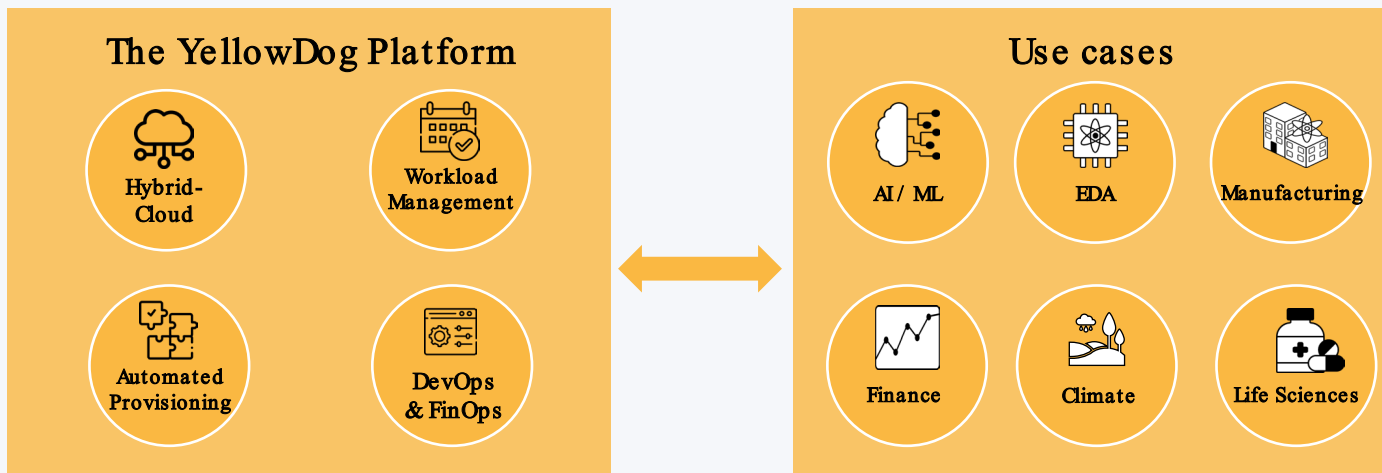 The YellowDog Platform
Hybrid-
Cloud
Workload
Management
Automated
Provisioning
DevOps
& FinOps
Use cases
AI / ML
EDA
Manufacturing
Finance
Climate
Life Sciences